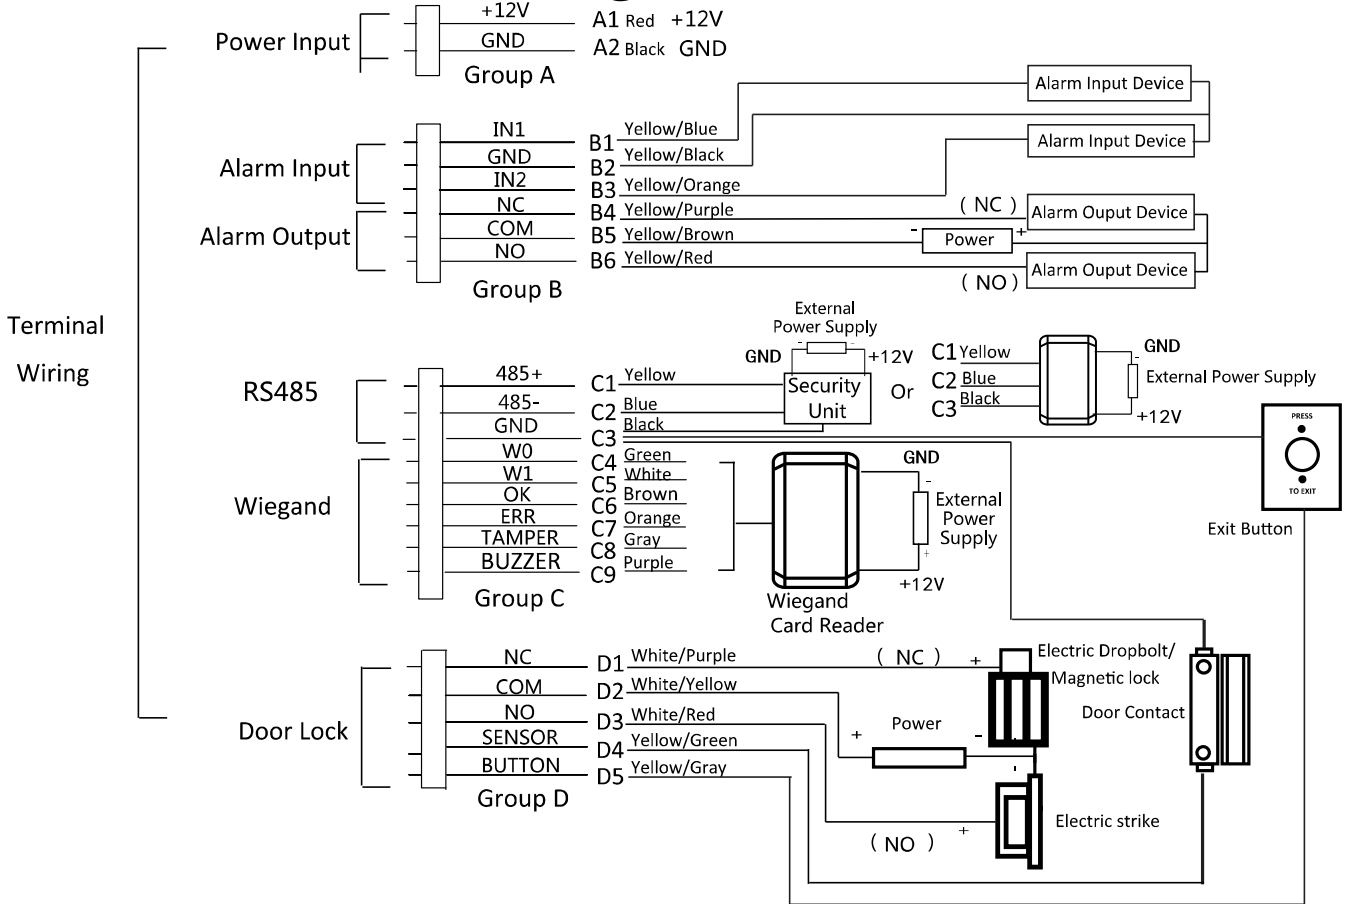 Terminal
Wiring
Power Input
+12V
A1 Red +12V
GND
A2 Black GND
Group A
Alarm Input
Alarm Output
IN1
B1 Yellow/Blue
GND
B2 Yellow/Black
IN2
B3 Yellow/Orange
NC
B4 Yellow/Purple
COM
B5 Yellow/Brown
NO
B6 Yellow/Red
Group B
Alarm Input Device
Alarm Input Device
( NC )
Alarm Ouput Device
- Power +
Alarm Ouput Device
( NO )
RS485
485+
C1 Yellow
485-
C2 Blue
GND
C3 Black
External
Power Supply
- -
GND
+12V
Security
Unit
Or
C1 Yellow
C2 Blue
C3 Black
GND
-
External Power Supply
+12V
Wiegand
W0
C4 Green
W1
C5 White
OK
C6 Brown
ERR
C7 Orange
TAMPER
C8 Gray
BUZZER
C9 Purple
Group C
GND
-
External
Power
Supply
+
+12V
Wiegand
Card Reader
PRESS
TO EXIT
Exit Button
Door Lock
NC
D1 White/Purple
COM
D2 White/Yellow
NO
D3 White/Red
SENSOR
D4 Yellow/Green
BUTTON
D5 Yellow/Gray
Group D
( NC ) +
Electric Dropbolt/
Magnetic lock
Door Contact
+ Power -
-
Electric strike
( NO ) +